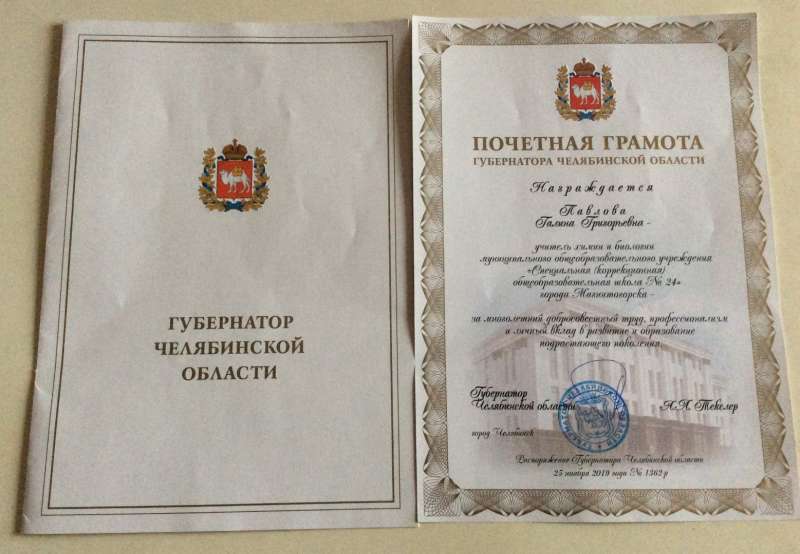 ГУБЕРНАТОР
ЧЕЛЯБИНСКОЙ
ОБЛАСТИ
ПОЧЕТНАЯ ГРАМОТА
ГУБЕРНАТОРА ЧЕЛЯБИНСКОЙ ОБЛАСТИ
Награждается
Павлова
Галина Григорьевна –
учитель химии и биологии
муниципального общеобразовательного учреждения
«Специальная (коррекционная)
общеобразовательная школа № 24»
города Магнитогорска –
за многолетний добросовестный труд, профессионализм
и личный вклад в развитие и образование
подрастающего поколения.
Губернатор
Челябинской области
А.Л. Текслер
город Челябинск
Распоряжение Губернатора Челябинской области
25 ноября 2019 года № 1362-р